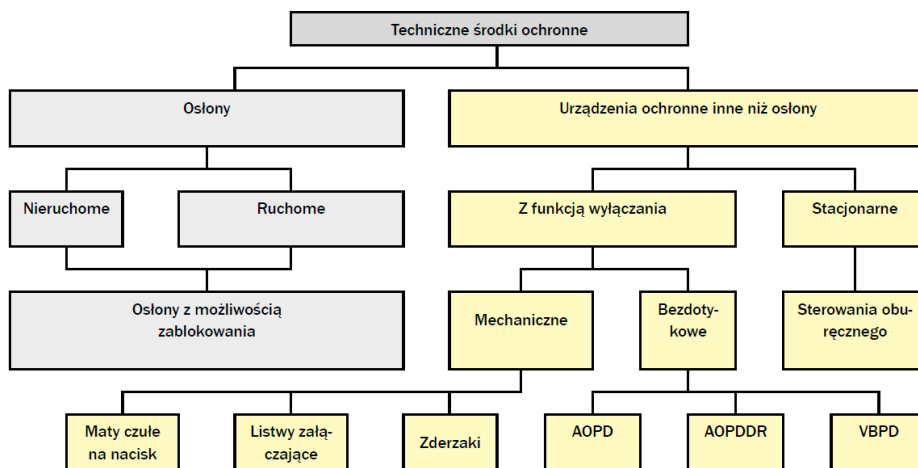 Techniczne środki ochronne
Osłony
Urządzenia ochronne inne niż osłony
Nieruchome
Ruchome
Z funkcją wyłączania
Stacjonarne
Osłony z możliwością
zablokowania
Mechaniczne
Bezdoty-
kowe
Sterowania obu-
ręcznego
Maty czułe
na nacisk
Listwy załą-
czające
Zderzaki
AOPD
AOPDDR
VBPD